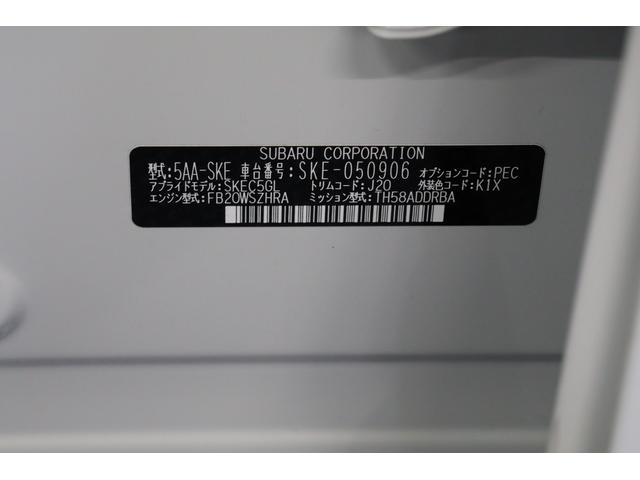 SUBARU CORPORATION
型式:5AA-SKE 車台番号:SKE-050906 オプションコード:PEC
アプライドモデル:SKEC5GL トリムコード:J20 外装色コード:K1X
エンジン型式:FB20WSZHRA ミッション型式:TH58ADDRBA